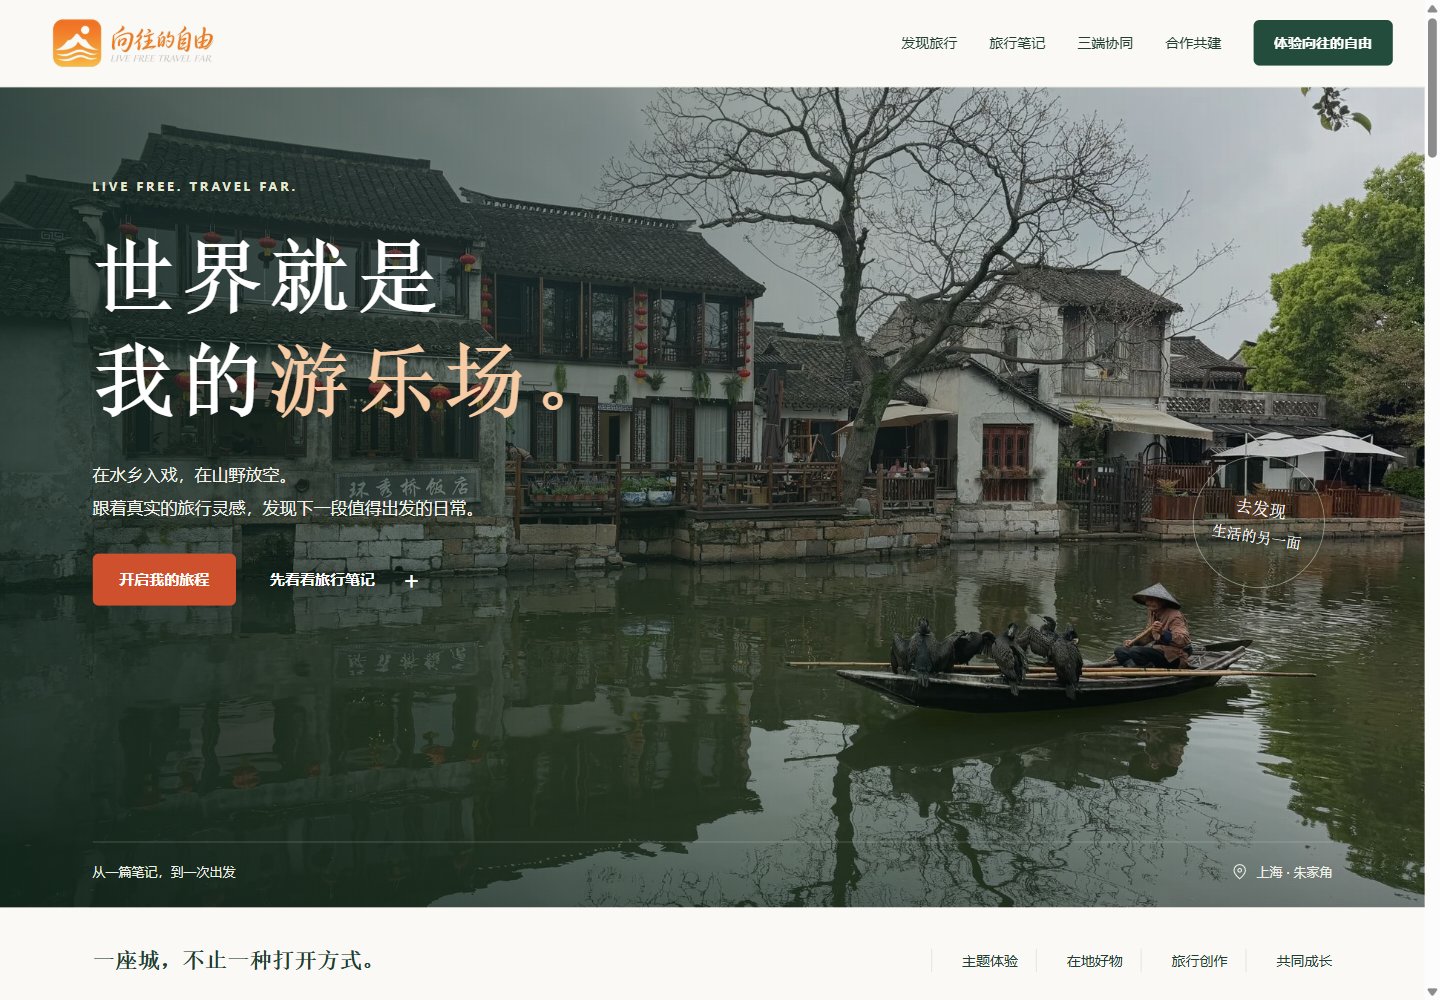 向往的自由
LIVE FREE TRAVEL FAR
发现旅行
旅行笔记
三端协同
合作共建
体验向往的自由
LIVE FREE. TRAVEL FAR.
世界就是
我的游乐场。
在水乡入戏，在山野放空。
环秀桥饭店
跟着真实的旅行灵感，发现下一段值得出发的日常。
去发现
生活的另一面
开启我的旅程
先看看旅行笔记 +
从一篇笔记，到一次出发
上海 · 朱家角
一座城，不止一种打开方式。
主题体验
在地好物
旅行创作
共同成长